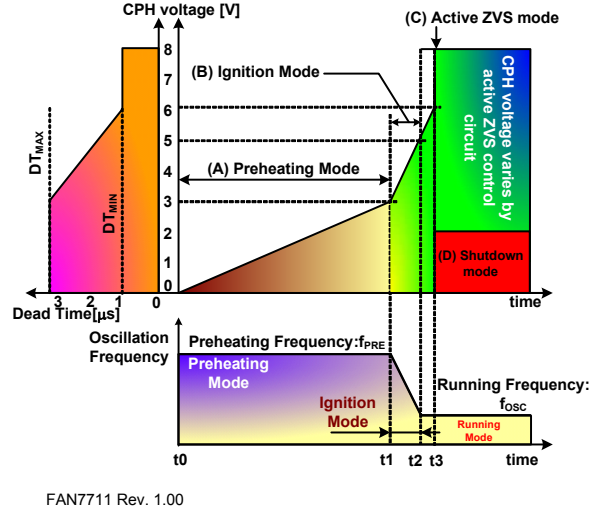 CPH voltage [V]
(C) Active ZVS mode
8
7
6
5
4
3
2
1
0
(B) Ignition Mode
(A) Preheating Mode
DTMAX
DTMIN
CPH voltage varies by
active ZVS control
circuit
(D) Shutdown
mode
3 2 1 0
Dead Time[µs]
time
Oscillation
Frequency
Preheating Frequency:fPRE
Preheating
Mode
Ignition
Mode
Running Frequency:
fOSC
Running
Mode
t0 t1 t2 t3 time
FAN7711 Rev. 1.00